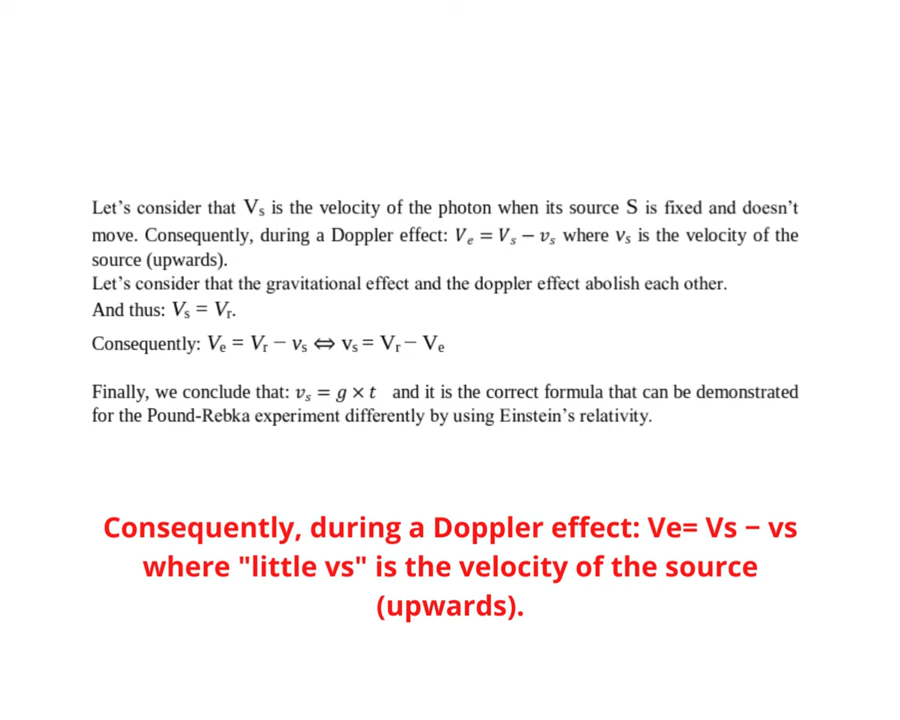 Let's consider that Vs is the velocity of the photon when its source S is fixed and doesn't
move. Consequently, during a Doppler effect: Ve = Vs − vs where vs is the velocity of the
source (upwards).
Let's consider that the gravitational effect and the doppler effect abolish each other.
And thus: Vs = Vr.
Consequently: Ve = Vr − vs ⇔ vs = Vr − Ve
Finally, we conclude that: vs = g × t and it is the correct formula that can be demonstrated
for the Pound-Rebka experiment differently by using Einstein's relativity.
Consequently, during a Doppler effect: Ve= Vs − vs
where "little vs" is the velocity of the source
(upwards).